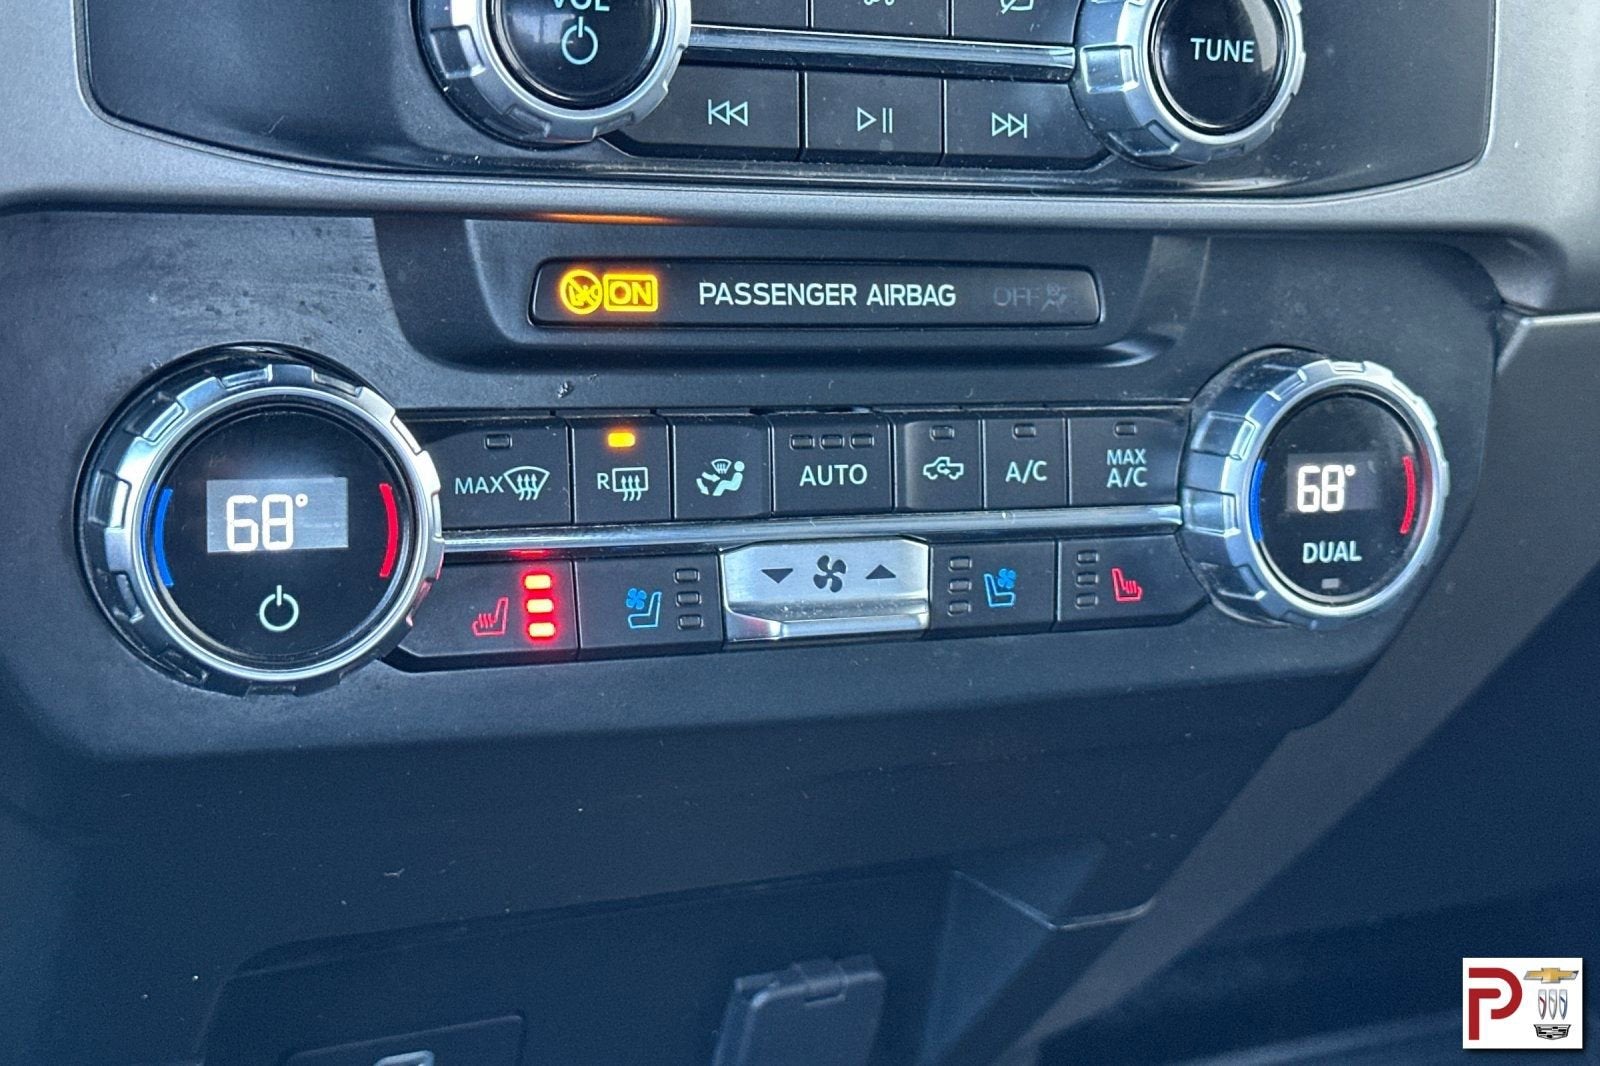 VOL
TUNE
ON PASSENGER AIRBAG OFF
MAX R AUTO A/C MAX A/C
68° 68°
DUAL
P